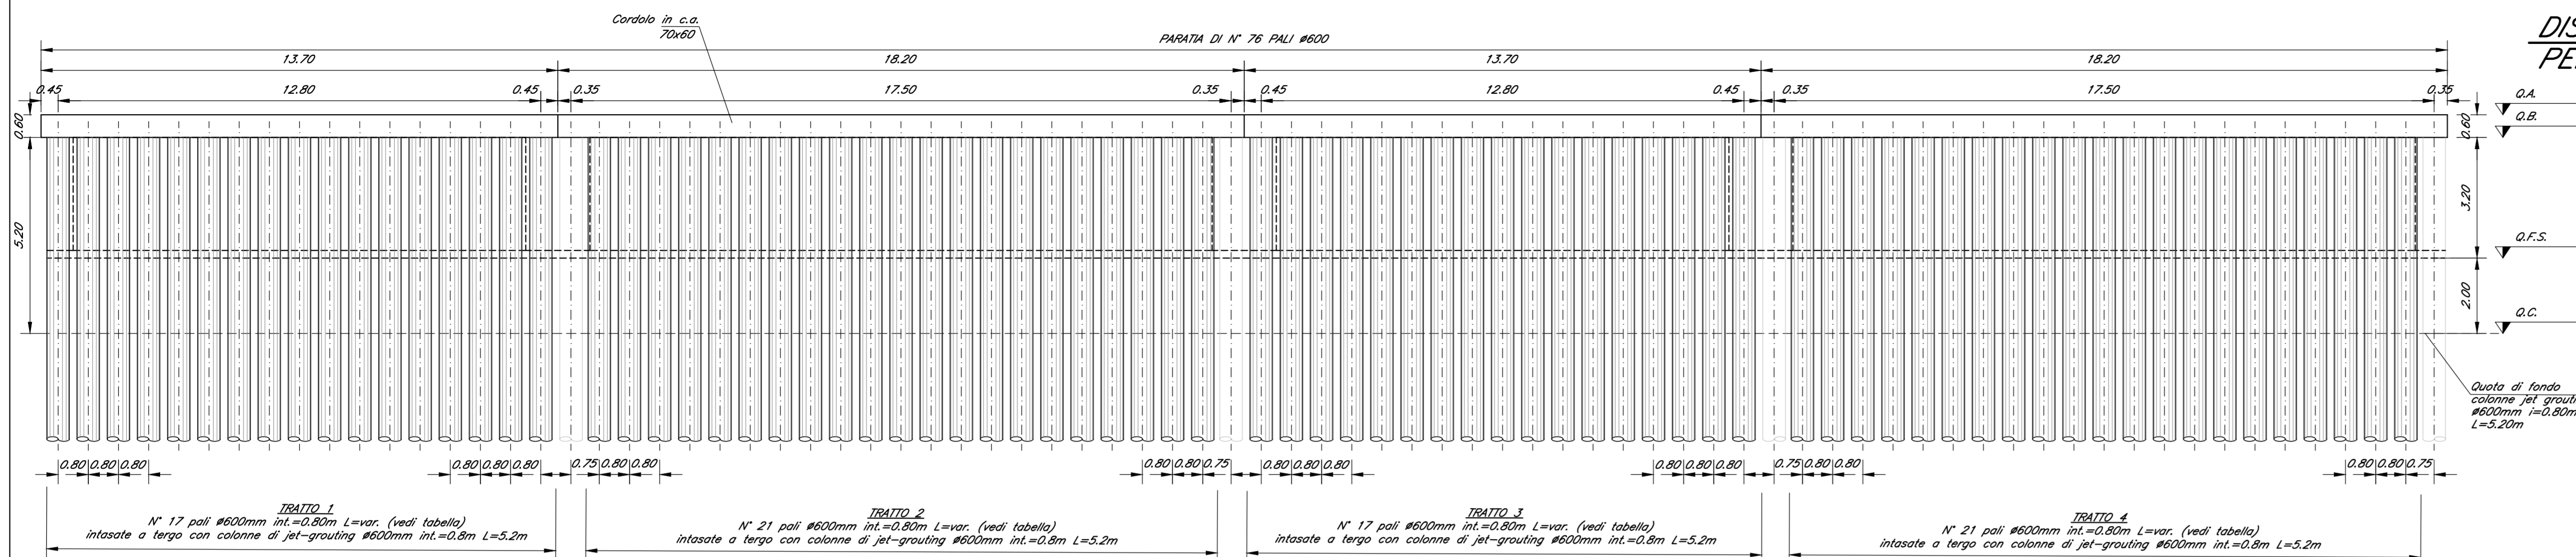 Cordolo in c.a.
70x60
PARATIA DI N° 76 PALI ø600
13.70 18.20 13.70 18.20
0.45 12.80 0.45 0.35 17.50 0.35 0.45 12.80 0.45 0.35 17.50 0.35
0.60
5.20
0.60
3.20
2.00
Q.A.
Q.B.
Q.F.S.
Q.C.
Quota di fondo
colonne jet
ø600mm i=0.80m
L=5.20m
0.80 0.80 0.80 0.80 0.80 0.80 0.75 0.80 0.80 0.80 0.80 0.75 0.80 0.80 0.80 0.80 0.80 0.80 0.75 0.80 0.80 0.80 0.80 0.75
TRATTO 1
N° 17 pali ø600mm int.=0.80m L=var. (vedi tabella)
intasate a tergo con colonne di jet-grouting ø600mm int.=0.8m L=5.2m
TRATTO 2
N° 21 pali ø600mm int.=0.80m L=var. (vedi tabella)
intasate a tergo con colonne di jet-grouting ø600mm int.=0.8m L=5.2m
TRATTO 3
N° 17 pali ø600mm int.=0.80m L=var. (vedi tabella)
intasate a tergo con colonne di jet-grouting ø600mm int.=0.8m L=5.2m
TRATTO 4
N° 21 pali ø600mm int.=0.80m L=var. (vedi tabella)
intasate a tergo con colonne di jet-grouting ø600mm int.=0.8m L=5.2m